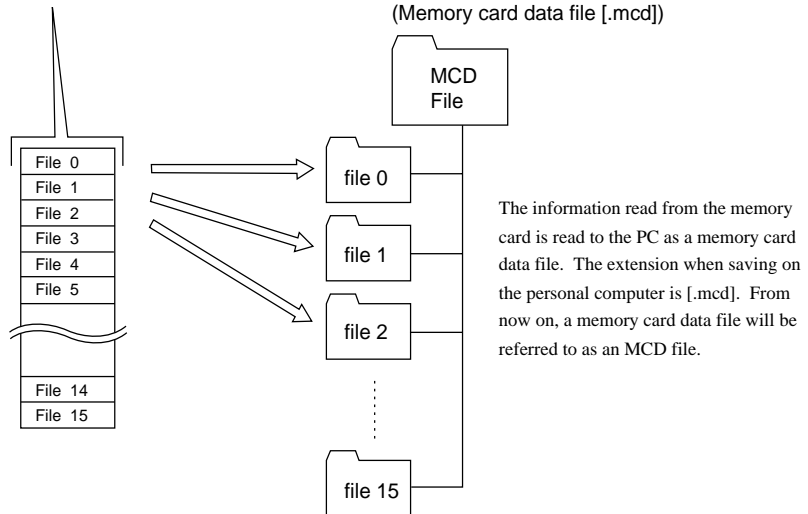 (Memory card data file [.mcd])
MCD
File
File 0
File 1
File 2
File 3
File 4
File 5
File 14
File 15
file 0
file 1
file 2
file 15
The information read from the memory
card is read to the PC as a memory card
data file. The extension when saving on
the personal computer is [.mcd]. From
now on, a memory card data file will be
referred to as an MCD file.